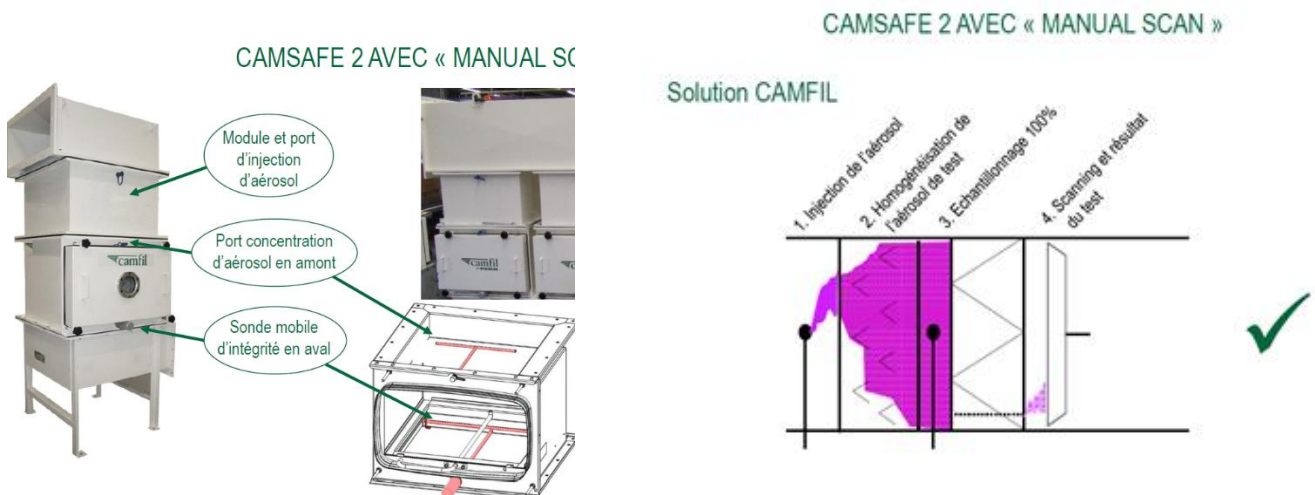 CAMSAFE 2 AVEC « MANUAL SC
Module et port
d'injection
d'aérosol
Port concentration
d'aérosol en amont
Sonde mobile
d'intégrité en aval
camfil
camfil
CAMSAFE 2 AVEC « MANUAL SCAN »
Solution CAMFIL
1. Injection de l'aérosol
2. Homogénéisation de
l'aérosol de test
3. Echantillonnage 100%
4. Scanning et résultat
du test